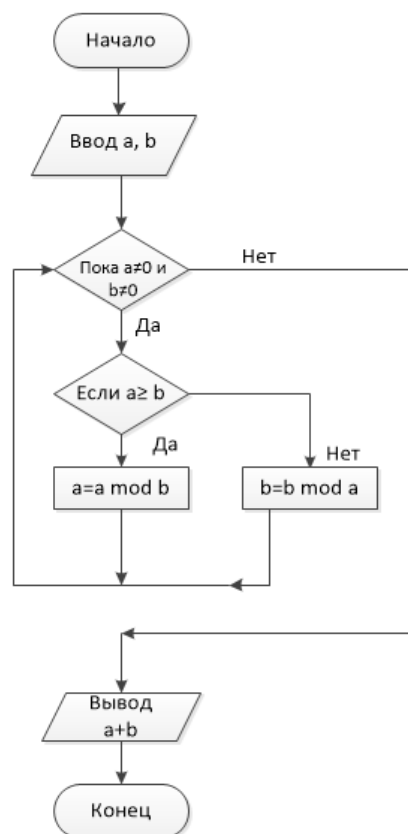 Начало
Ввод a, b
Пока a≠0 и
b≠0
Нет
Да
Если a≥ b
Да
Нет
a=a mod b
b=b mod a
Вывод
a+b
Конец